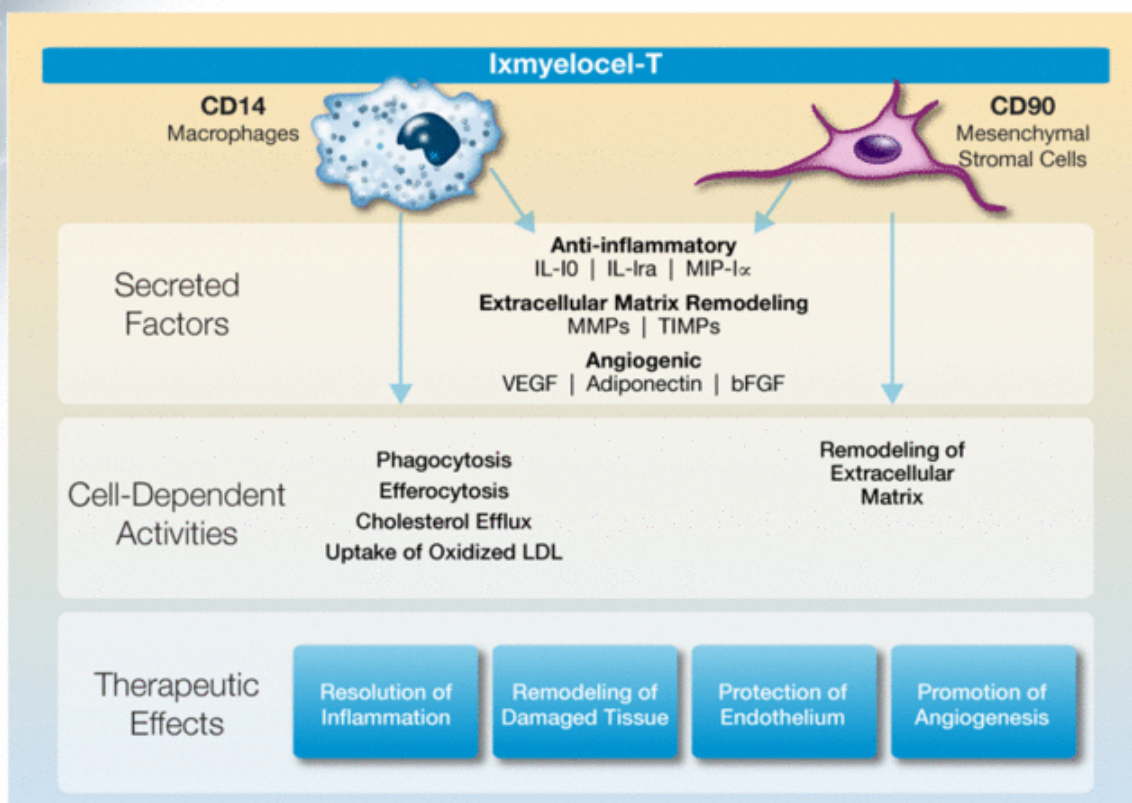 Ixmyelocel-T
CD14
Macrophages
CD90
Mesenchymal
Stromal Cells
Secreted
Factors
Anti-inflammatory
IL-I0 | IL-Ira | MIP-I∝
Extracellular Matrix Remodeling
MMPs | TIMPs
Angiogenic
VEGF | Adiponectin | bFGF
Cell-Dependent
Activities
Phagocytosis
Efferocytosis
Cholesterol Efflux
Uptake of Oxidized LDL
Remodeling of
Extracellular
Matrix
Therapeutic
Effects
Resolution of
Inflammation
Remodeling of
Damaged Tissue
Protection of
Endothelium
Promotion of
Angiogenesis